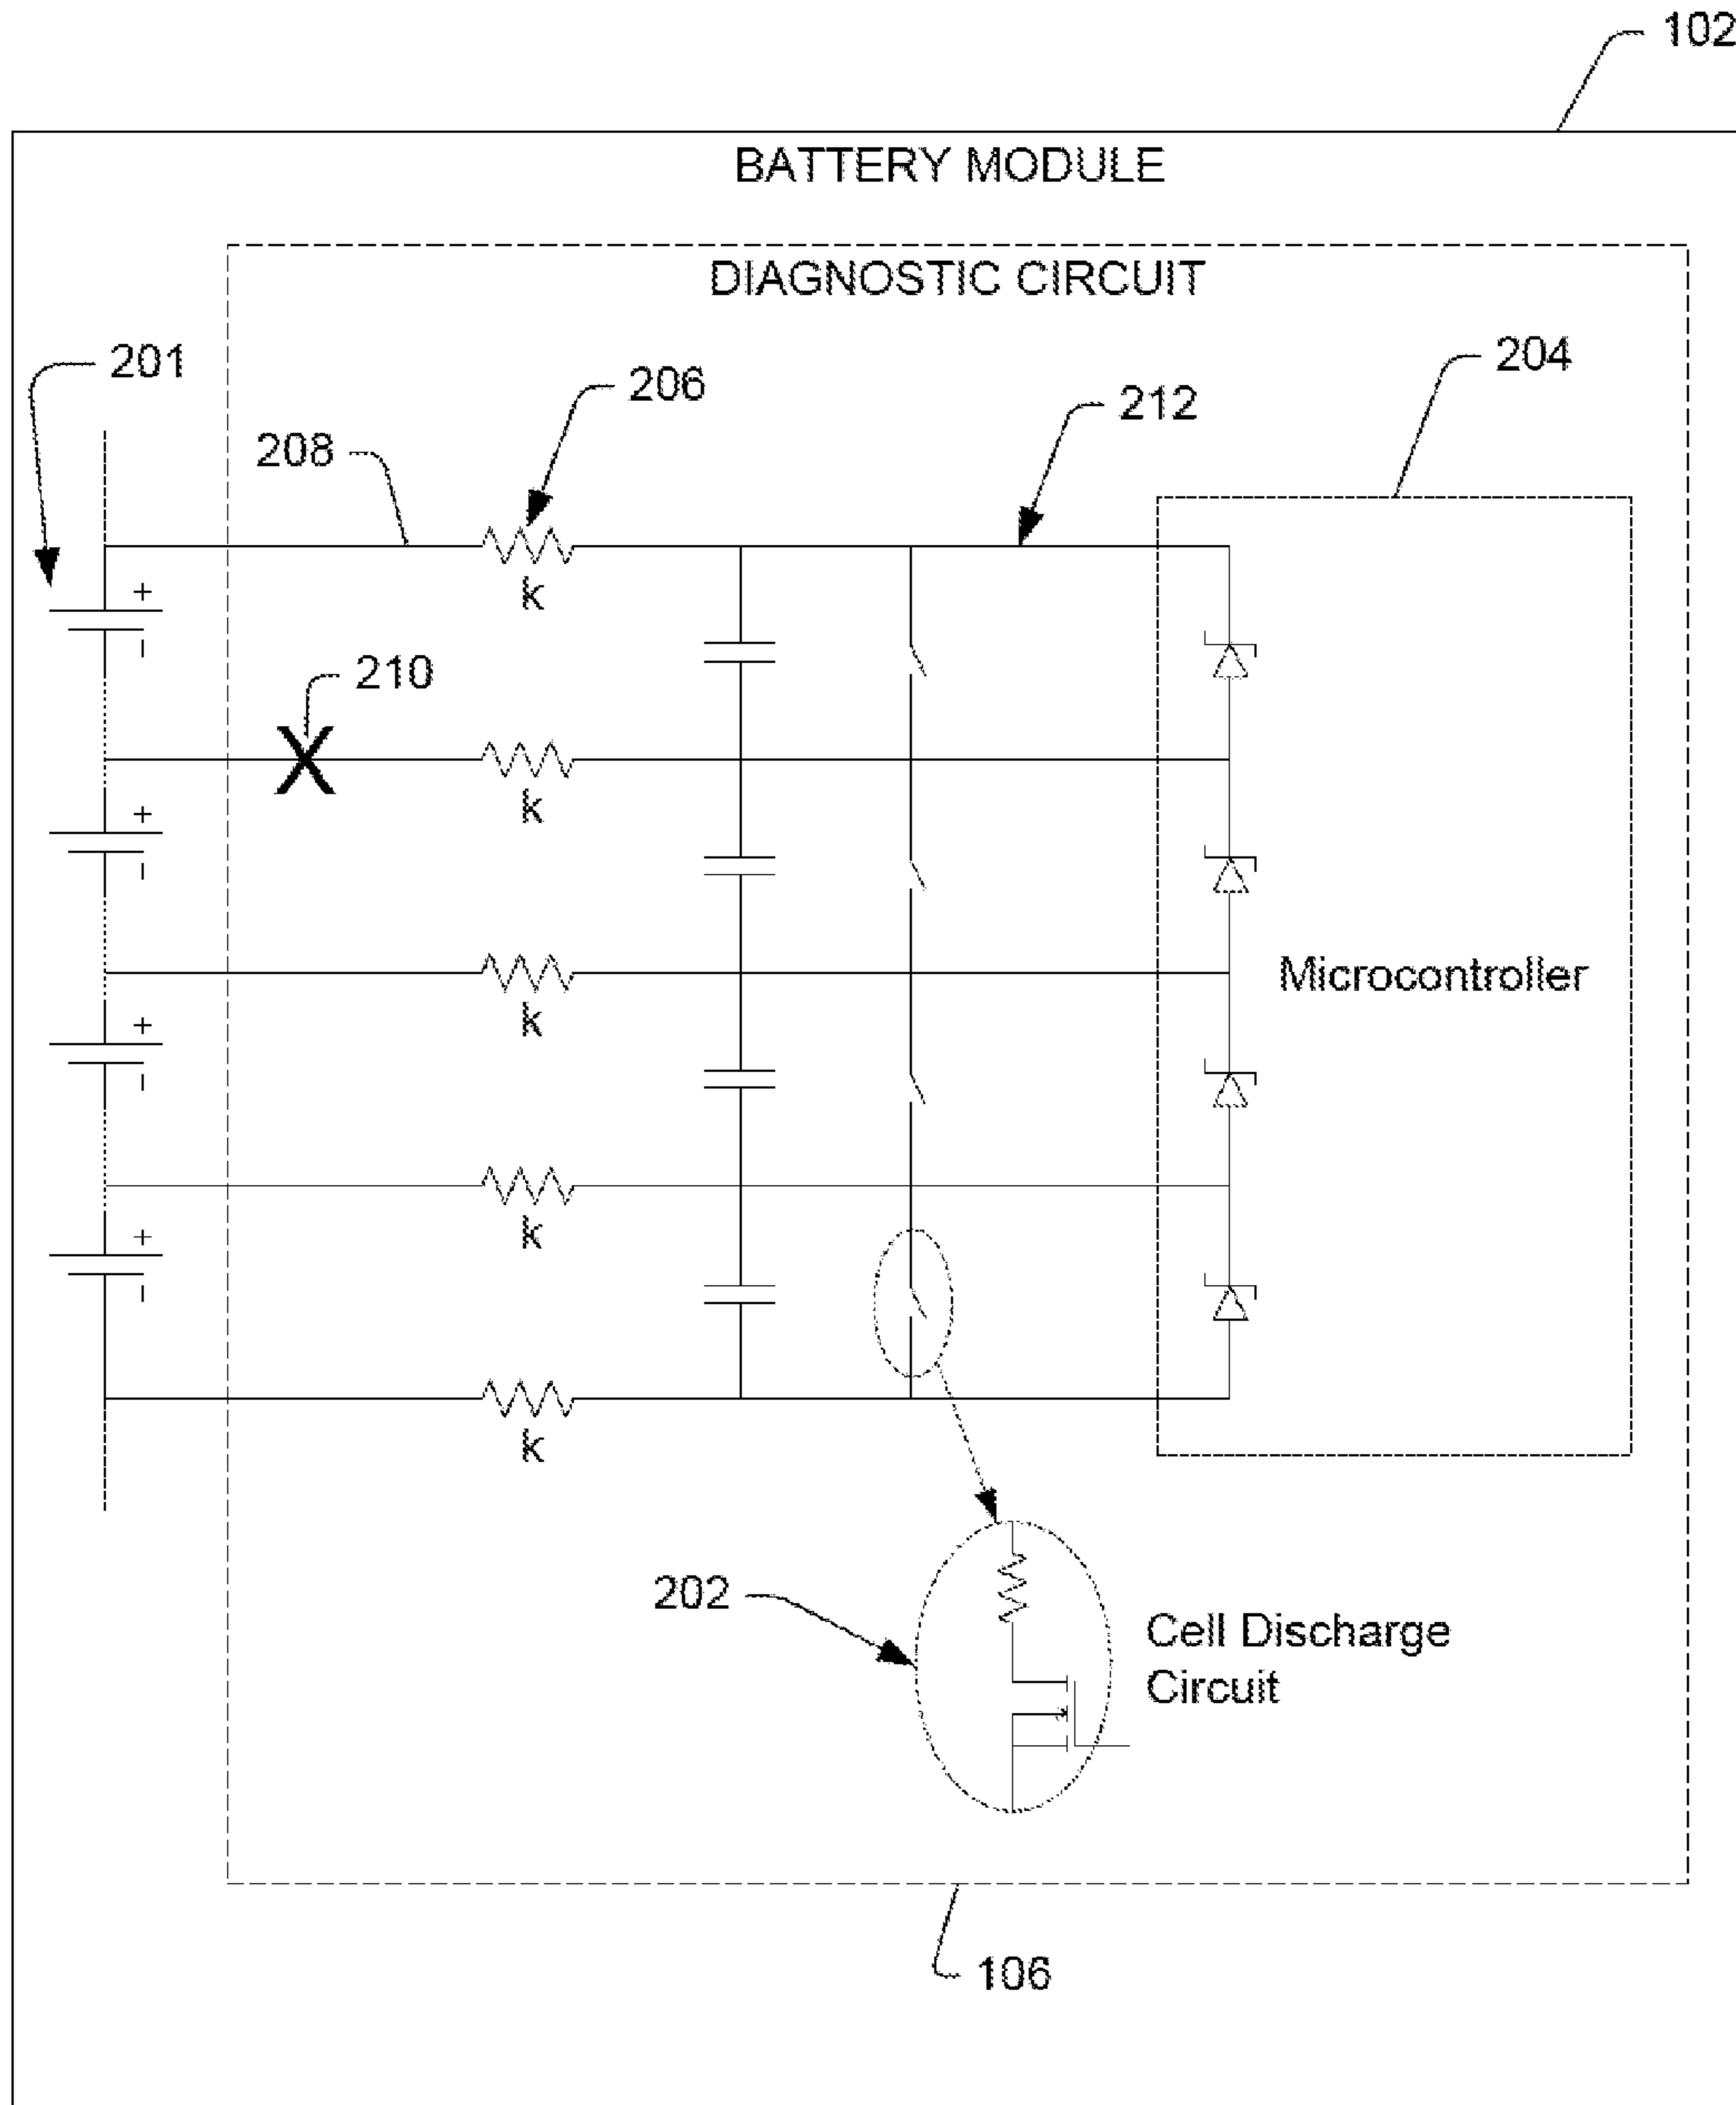 102
BATTERY MODULE
DIAGNOSTIC CIRCUIT
201
206
212
204
208
k
+
–
210
X
k
+
–
k
Microcontroller
+
–
k
+
–
k
202
Cell Discharge
Circuit
106